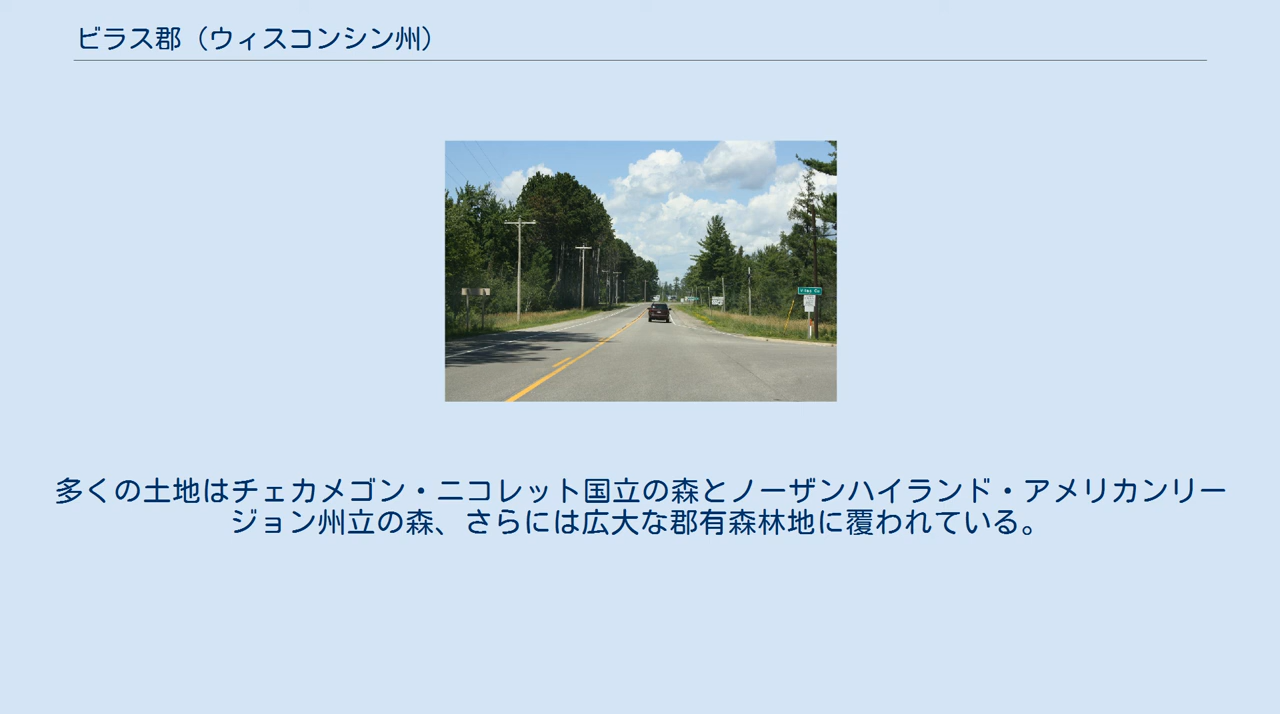 ビラス郡（ウィスコンシン州）
多くの土地はチェカメゴン・ニコレット国立の森とノーザンハイランド・アメリカンリー
ジョン州立の森、さらには広大な郡有森林地に覆われている。